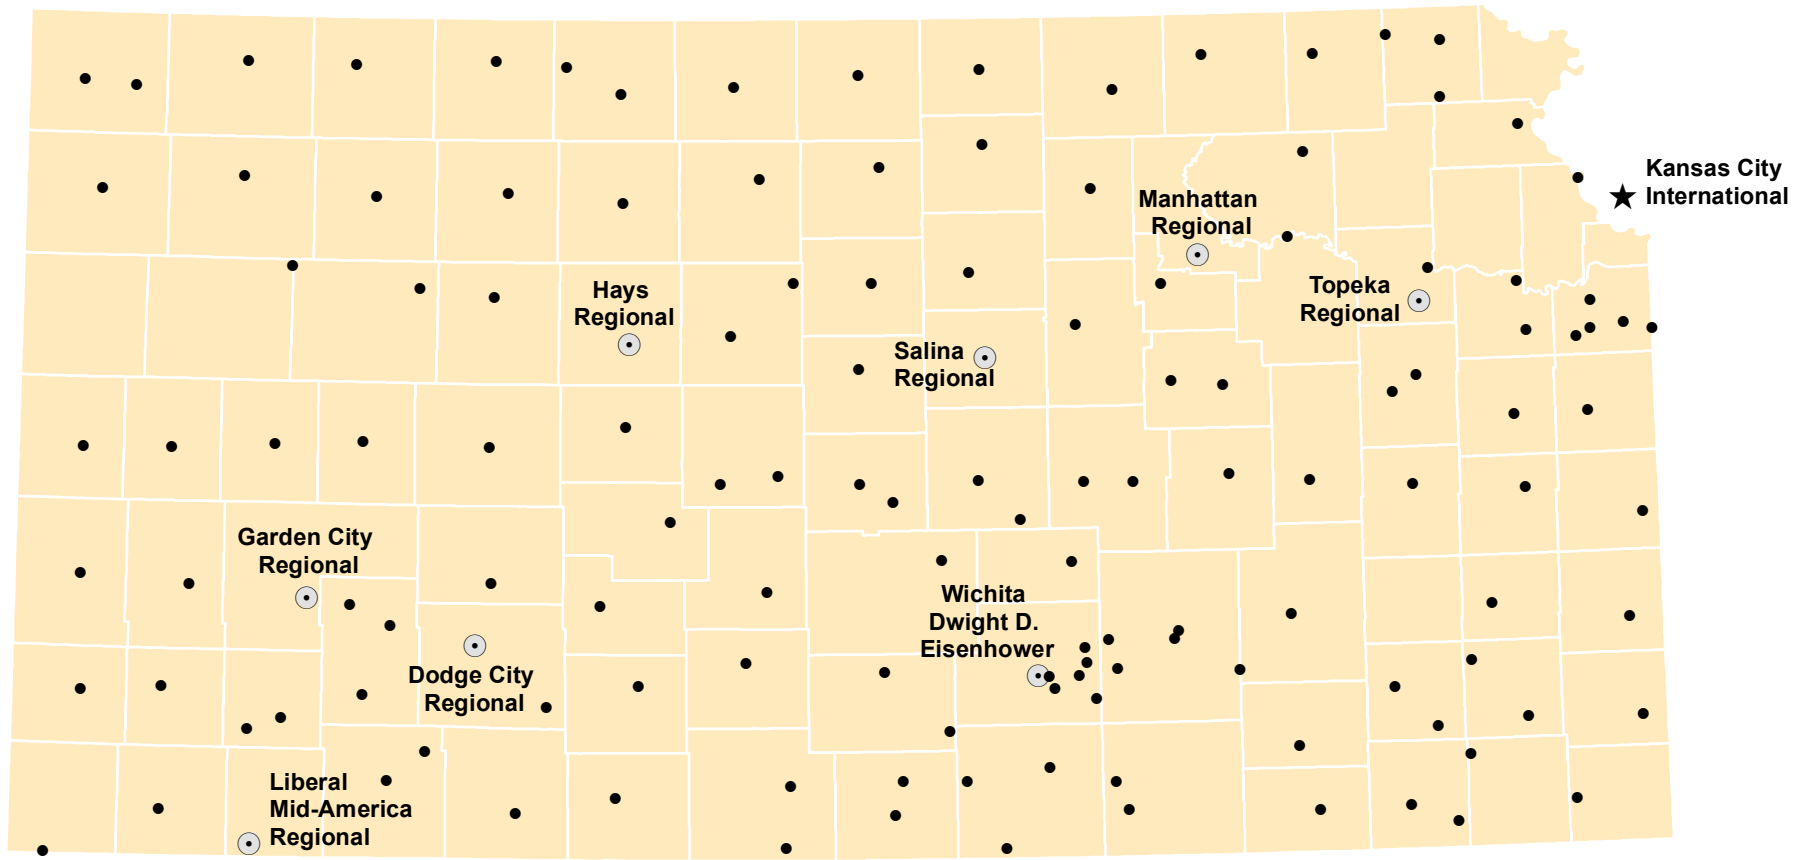 Kansas City
International
Manhattan
Regional
Hays
Regional
Topeka
Regional
Salina
Regional
Garden City
Regional
Wichita
Dwight D.
Eisenhower
Dodge City
Regional
Liberal
Mid-America
Regional